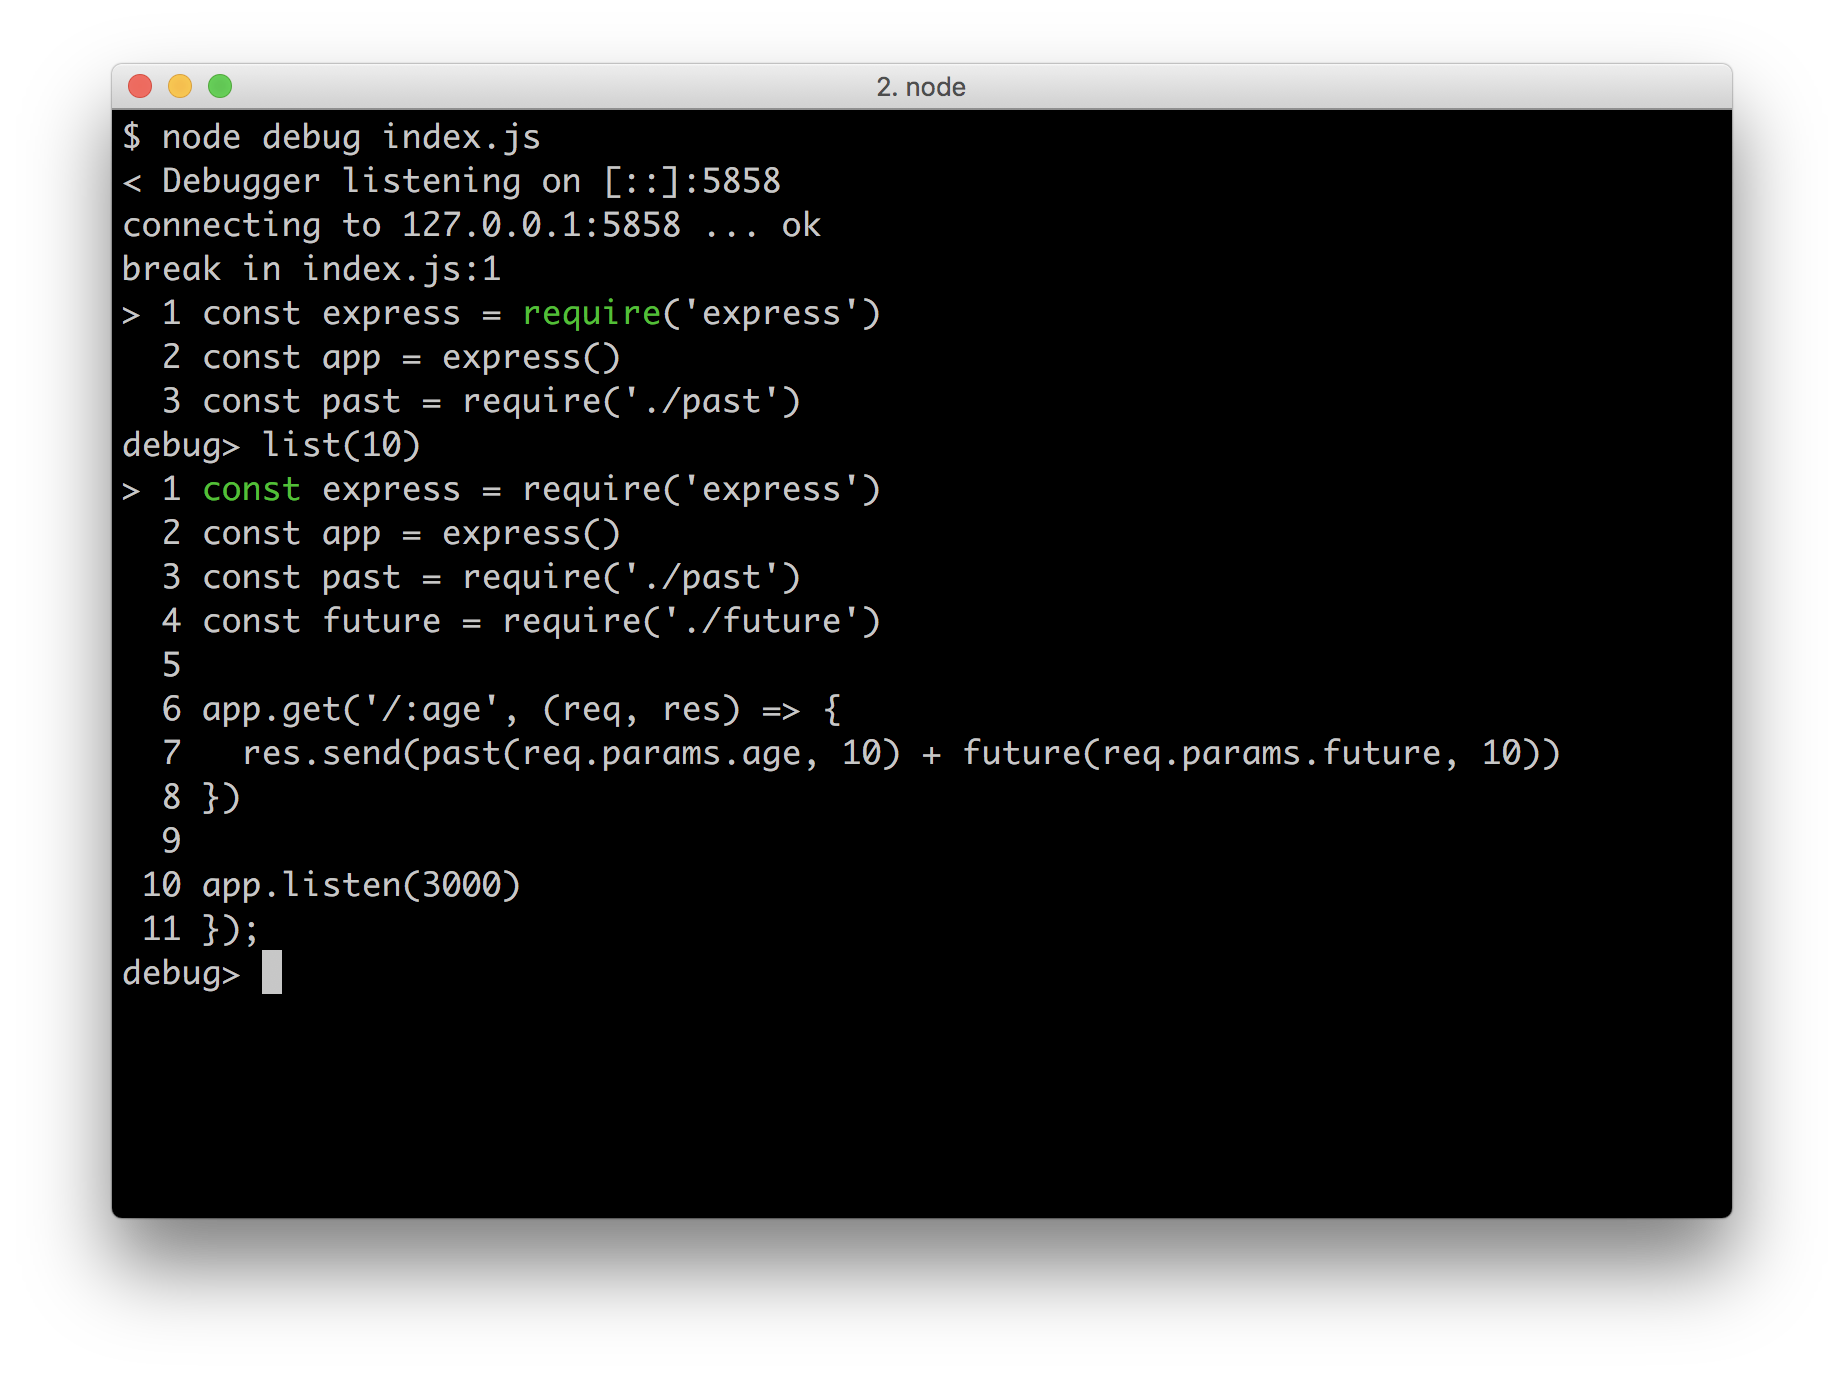 2. node
$ node debug index.js
< Debugger listening on [::]:5858
connecting to 127.0.0.1:5858 ... ok
break in index.js:1
> 1 const express = require('express')
  2 const app = express()
  3 const past = require('./past')
debug> list(10)
> 1 const express = require('express')
  2 const app = express()
  3 const past = require('./past')
  4 const future = require('./future')
  5
  6 app.get('/:age', (req, res) => {
  7   res.send(past(req.params.age, 10) + future(req.params.future, 10))
  8 })
  9
 10 app.listen(3000)
 11 });
debug>